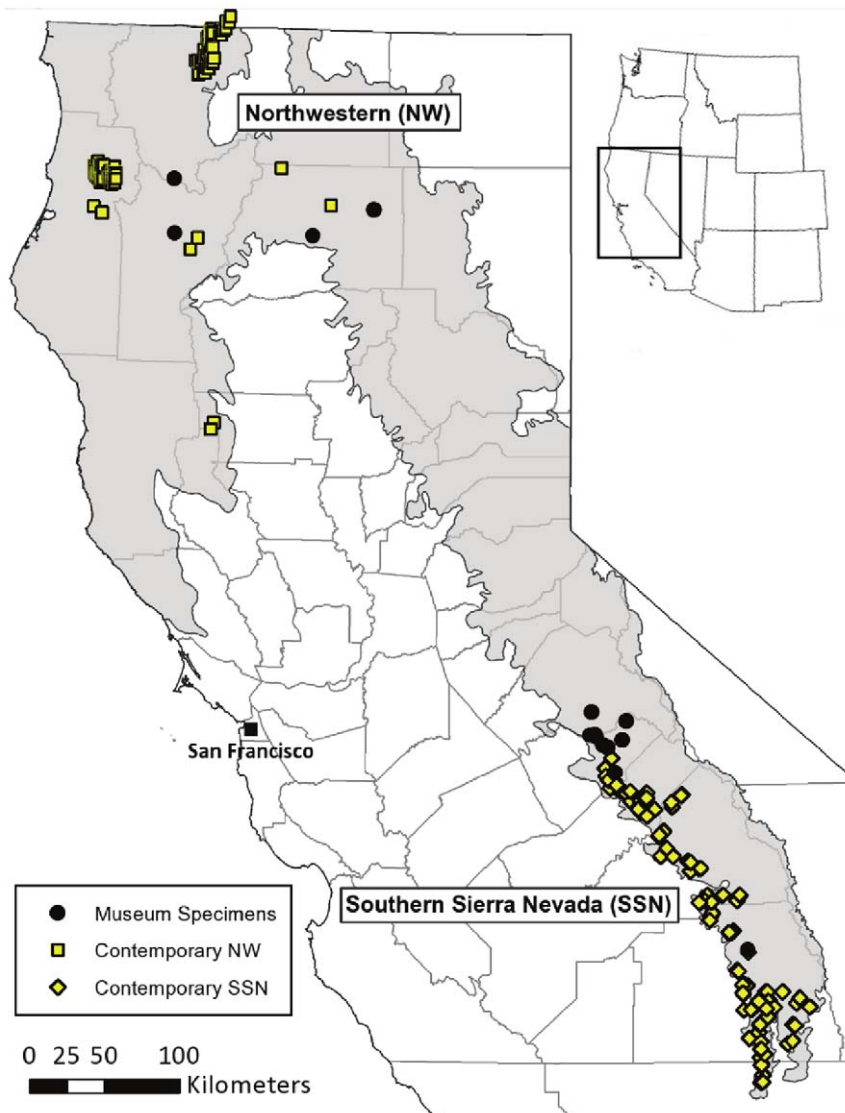 Northwestern (NW)
San Francisco
Southern Sierra Nevada (SSN)
Museum Specimens
Contemporary NW
Contemporary SSN
0 25 50 100
Kilometers